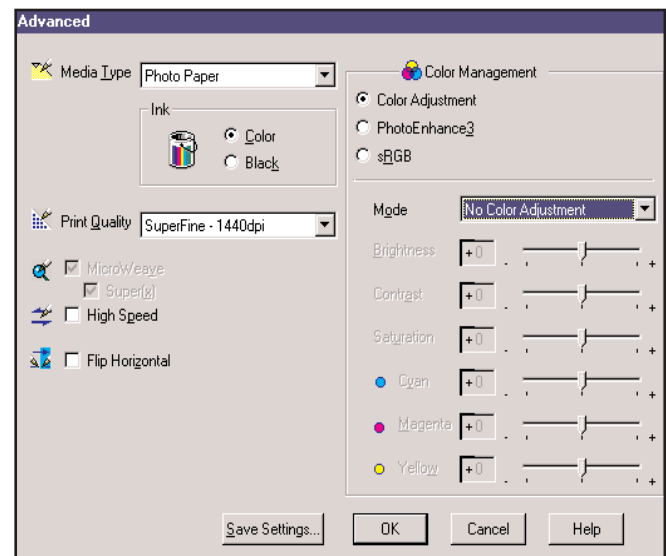 Advanced
Media Type Photo Paper
Ink
Color
Black
Print Quality SuperFine - 1440dpi
MicroWeave
Super(x)
High Speed
Flip Horizontal
Color Management
Color Adjustment
PhotoEnhance3
sRGB
Mode No Color Adjustment
Brightness +0 - +
Contrast +0 - +
Saturation +0 - +
Cyan +0 - +
Magenta +0 - +
Yellow +0 - +
Save Settings... OK Cancel Help